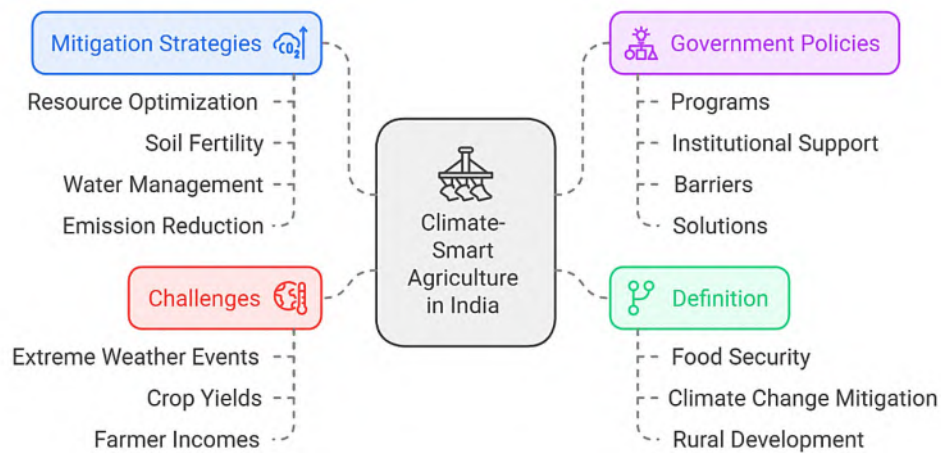 Mitigation Strategies
CO2
Resource Optimization
Soil Fertility
Water Management
Emission Reduction
Challenges
Extreme Weather Events
Crop Yields
Farmer Incomes
Climate-
Smart
Agriculture
in India
Government Policies
Programs
Institutional Support
Barriers
Solutions
Definition
Food Security
Climate Change Mitigation
Rural Development